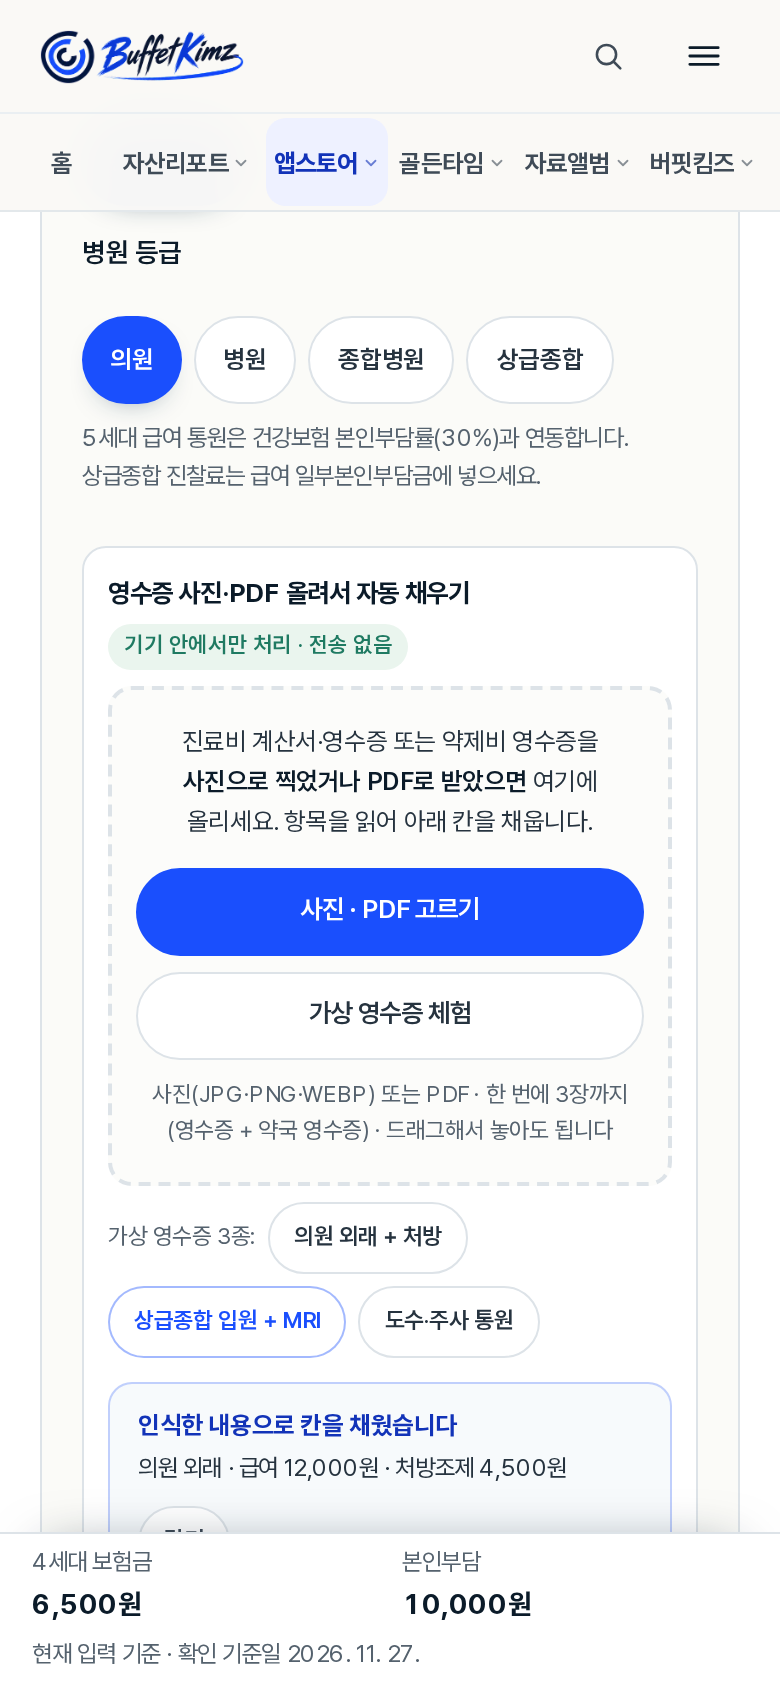 BuffetKimz
홈 자산리포트 앱스토어 골든타임 자료앨범 버핏킴즈
병원 등급
의원 병원 종합병원 상급종합
5세대 급여 통원은 건강보험 본인부담률(30%)과 연동합니다.
상급종합 진찰료는 급여 일부본인부담금에 넣으세요.
영수증 사진·PDF 올려서 자동 채우기
기기 안에서만 처리 · 전송 없음
진료비 계산서·영수증 또는 약제비 영수증을
사진으로 찍었거나 PDF로 받았으면 여기에
올리세요. 항목을 읽어 아래 칸을 채웁니다.
사진 · PDF 고르기
가상 영수증 체험
사진(JPG·PNG·WEBP) 또는 PDF · 한 번에 3장까지
(영수증 + 약국 영수증) · 드래그해서 놓아도 됩니다
가상 영수증 3종: 의원 외래 + 처방
상급종합 입원 + MRI 도수·주사 통원
인식한 내용으로 칸을 채웠습니다
의원 외래 · 급여 12,000원 · 처방조제 4,500원
4세대 보험금 본인부담
6,500원 10,000원
현재 입력 기준 · 확인 기준일 2026. 11. 27.